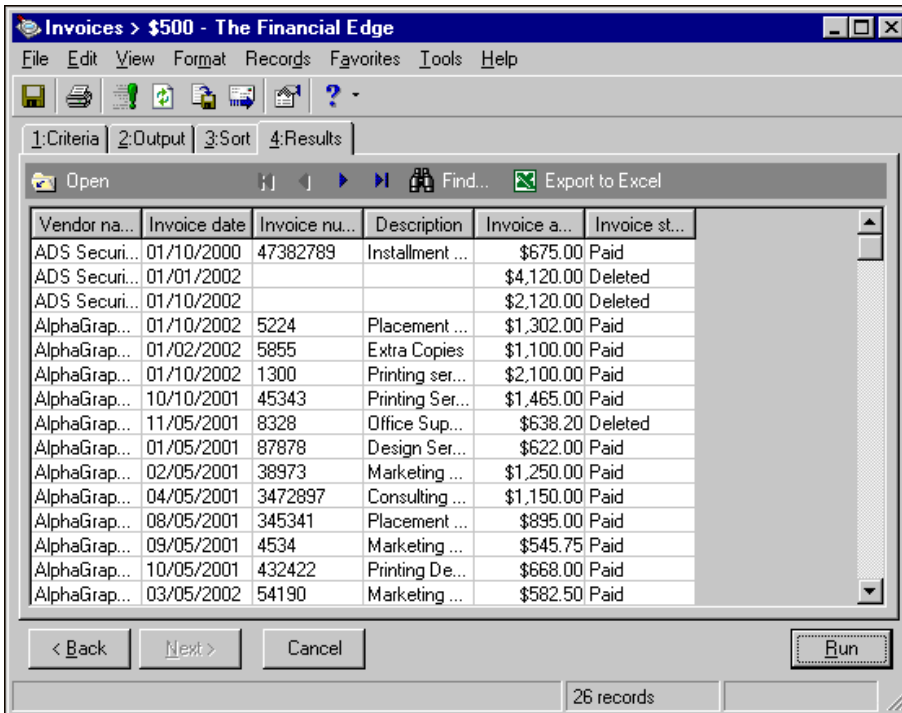 Invoices > $500 - The Financial Edge
File Edit View Format Records Favorites Tools Help
1:Criteria 2:Output 3:Sort 4:Results
Open Find... Export to Excel
Vendor na... Invoice date Invoice nu... Description Invoice a... Invoice st...
ADS Securi... 01/10/2000 47382789 Installment ... $675.00 Paid
ADS Securi... 01/01/2002 $4,120.00 Deleted
ADS Securi... 01/10/2002 $2,120.00 Deleted
AlphaGrap... 01/10/2002 5224 Placement ... $1,302.00 Paid
AlphaGrap... 01/02/2002 5855 Extra Copies $1,100.00 Paid
AlphaGrap... 01/10/2002 1300 Printing ser... $2,100.00 Paid
AlphaGrap... 10/10/2001 45343 Printing Ser... $1,465.00 Paid
AlphaGrap... 11/05/2001 8328 Office Sup... $638.20 Deleted
AlphaGrap... 01/05/2001 87878 Design Ser... $622.00 Paid
AlphaGrap... 02/05/2001 38973 Marketing ... $1,250.00 Paid
AlphaGrap... 04/05/2001 3472897 Consulting ... $1,150.00 Paid
AlphaGrap... 08/05/2001 345341 Placement ... $895.00 Paid
AlphaGrap... 09/05/2001 4534 Marketing ... $545.75 Paid
AlphaGrap... 10/05/2001 432422 Printing De... $668.00 Paid
AlphaGrap... 03/05/2002 54190 Marketing ... $582.50 Paid
< Back Next > Cancel Run
26 records